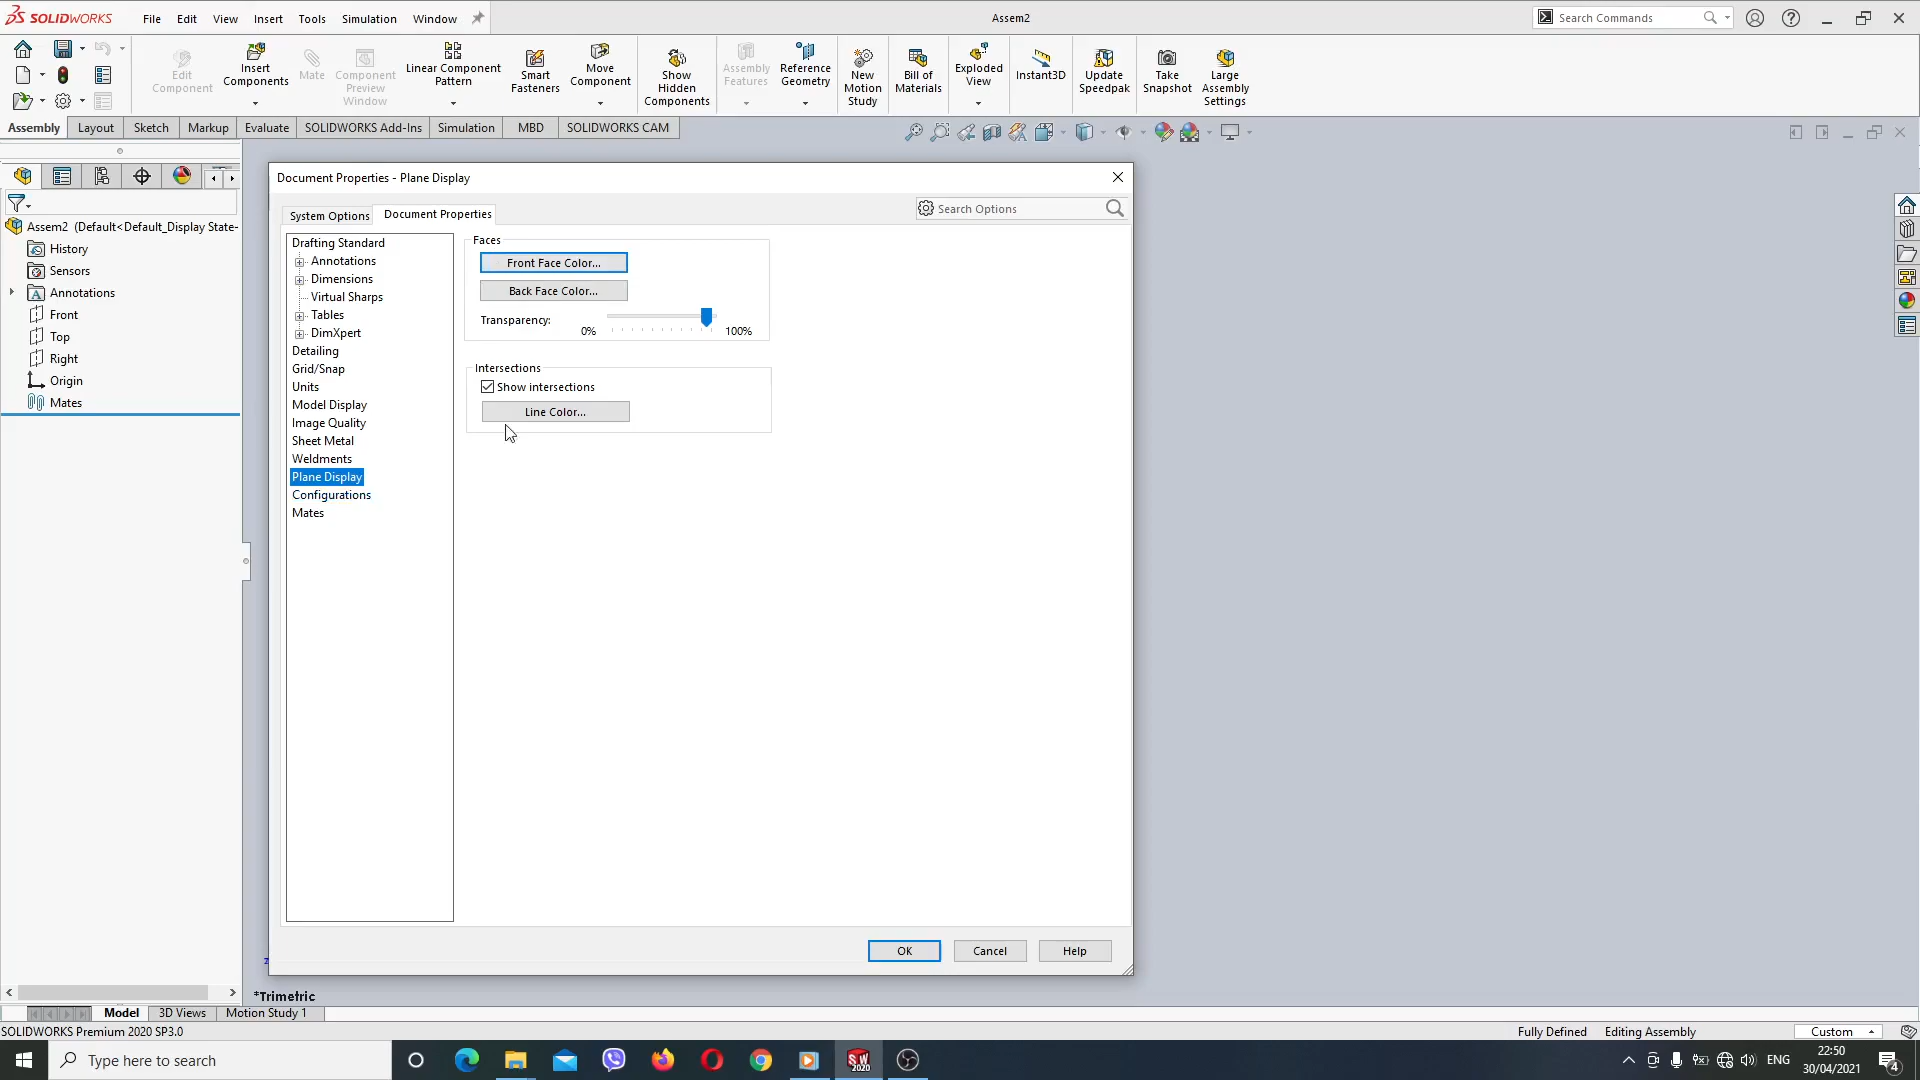 SOLIDWORKS File Edit View Insert Tools Simulation Window Assem2 Search Commands
Edit Component
Insert Components
Mate
Component Preview Window
Linear Component Pattern
Smart Fasteners
Move Component
Show Hidden Components
Assembly Features
Reference Geometry
New Motion Study
Bill of Materials
Exploded View
Instant3D
Update Speedpak
Take Snapshot
Large Assembly Settings
Assembly Layout Sketch Markup Evaluate SOLIDWORKS Add-Ins Simulation MBD SOLIDWORKS CAM
Assem2 (Default<Default_Display State-
History
Sensors
Annotations
Front
Top
Right
Origin
Mates
Document Properties - Plane Display
System Options Document Properties
Search Options
Drafting Standard
Annotations
Dimensions
Virtual Sharps
Tables
DimXpert
Detailing
Grid/Snap
Units
Model Display
Image Quality
Sheet Metal
Weldments
Plane Display
Configurations
Mates
Faces
Front Face Color...
Back Face Color...
Transparency:
0% 100%
Intersections
Show intersections
Line Color...
OK Cancel Help
z
*Trimetric
Model 3D Views Motion Study 1
SOLIDWORKS Premium 2020 SP3.0 Fully Defined Editing Assembly Custom
Type here to search
SW 2020
ENG
22:50
30/04/2021
4